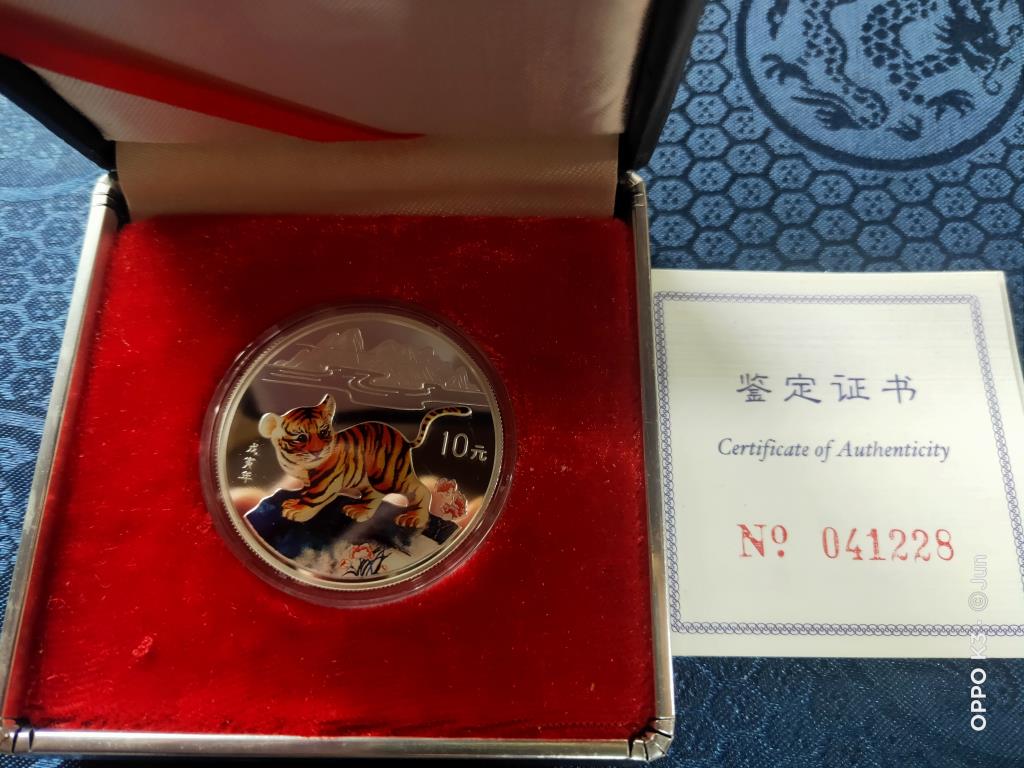 10元
戊寅年
鉴定证书
Certificate of Authenticity
Nº 041228
OPPO K3 · ©Jun